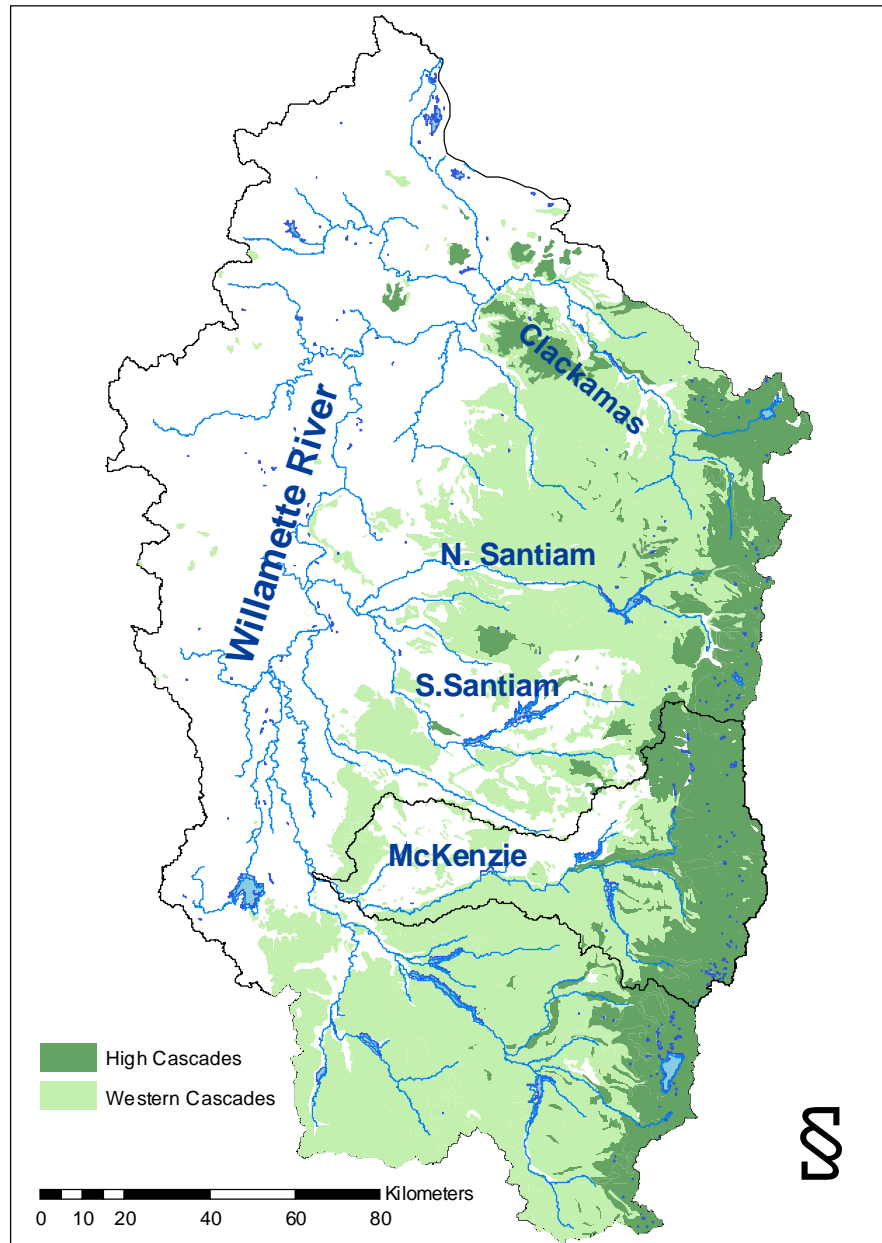 Clackamas
Willamette River
N. Santiam
S.Santiam
McKenzie
High Cascades
Western Cascades
Kilometers
0 10 20 40 60 80